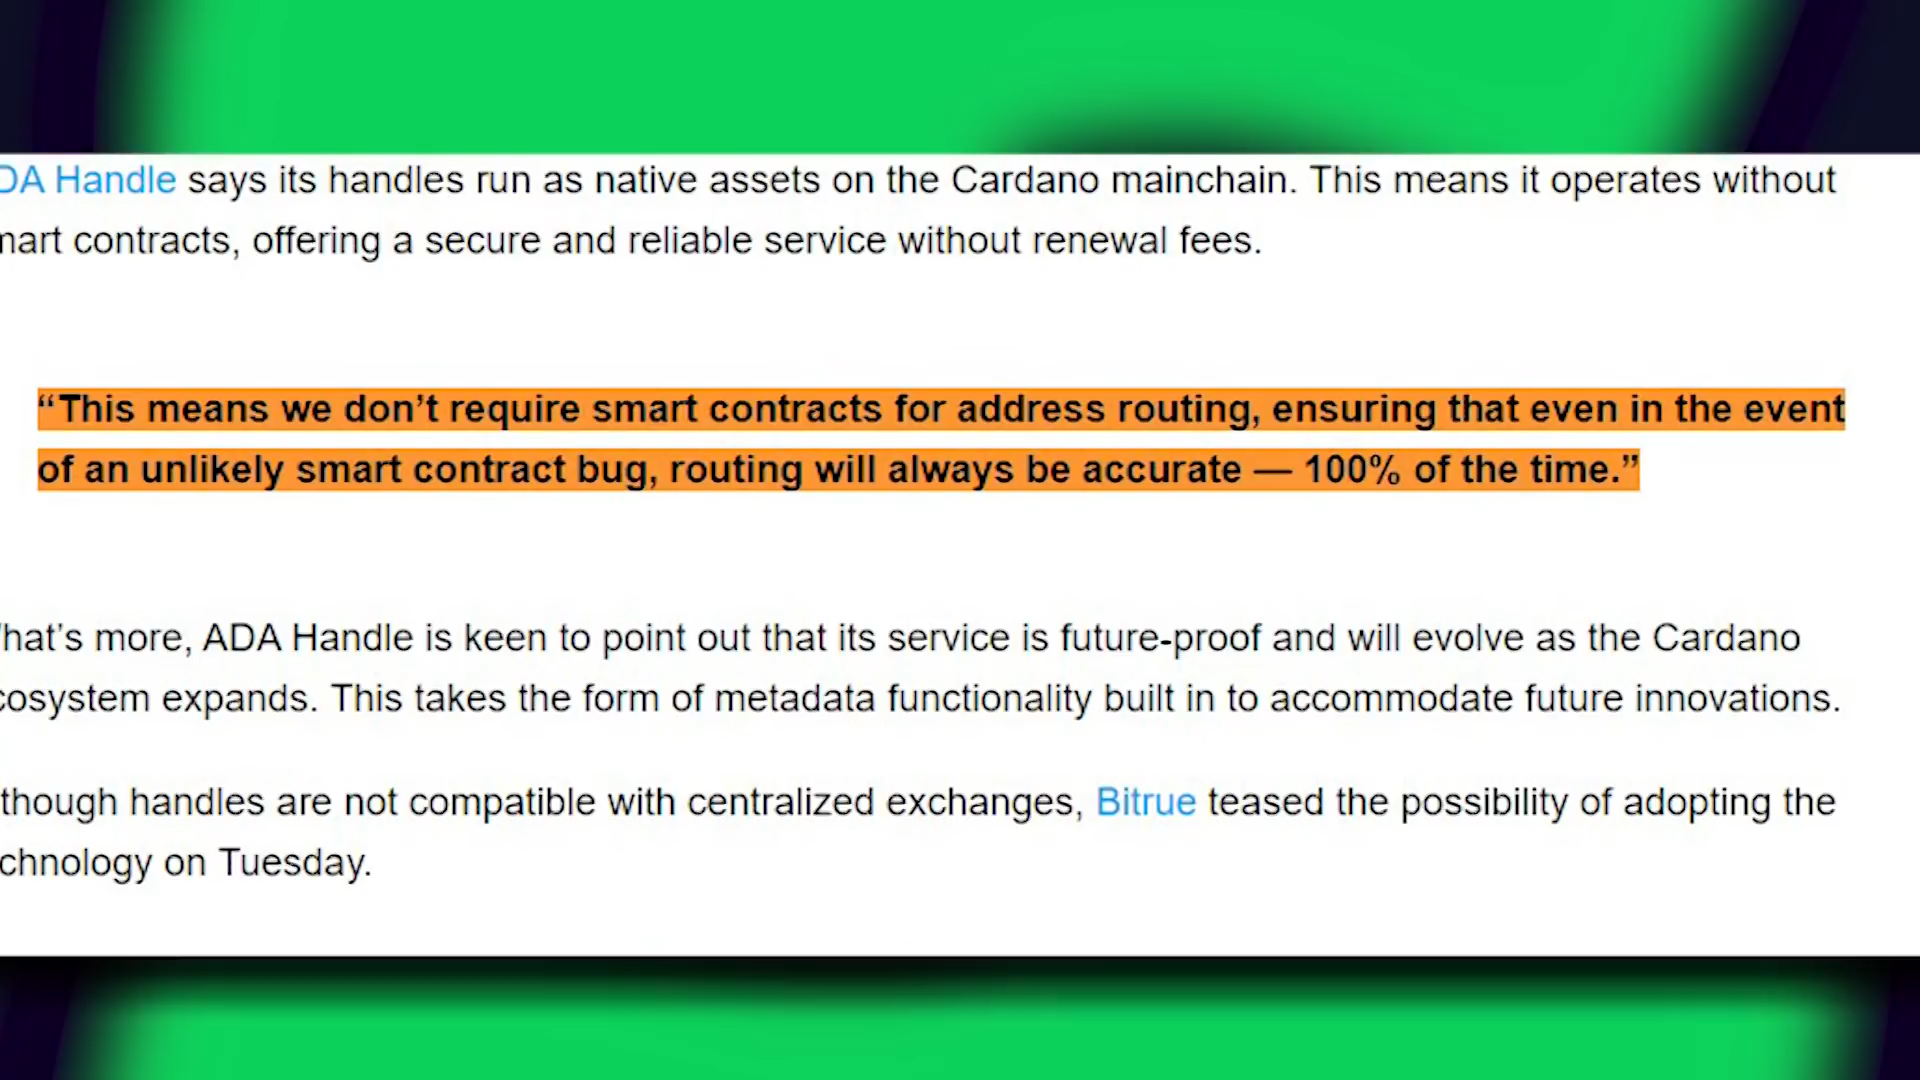 DA Handle says its handles run as native assets on the Cardano mainchain. This means it operates without
mart contracts, offering a secure and reliable service without renewal fees.
“This means we don’t require smart contracts for address routing, ensuring that even in the event
of an unlikely smart contract bug, routing will always be accurate — 100% of the time.”
hat’s more, ADA Handle is keen to point out that its service is future-proof and will evolve as the Cardano
cosystem expands. This takes the form of metadata functionality built in to accommodate future innovations.
though handles are not compatible with centralized exchanges, Bitrue teased the possibility of adopting the
chnology on Tuesday.